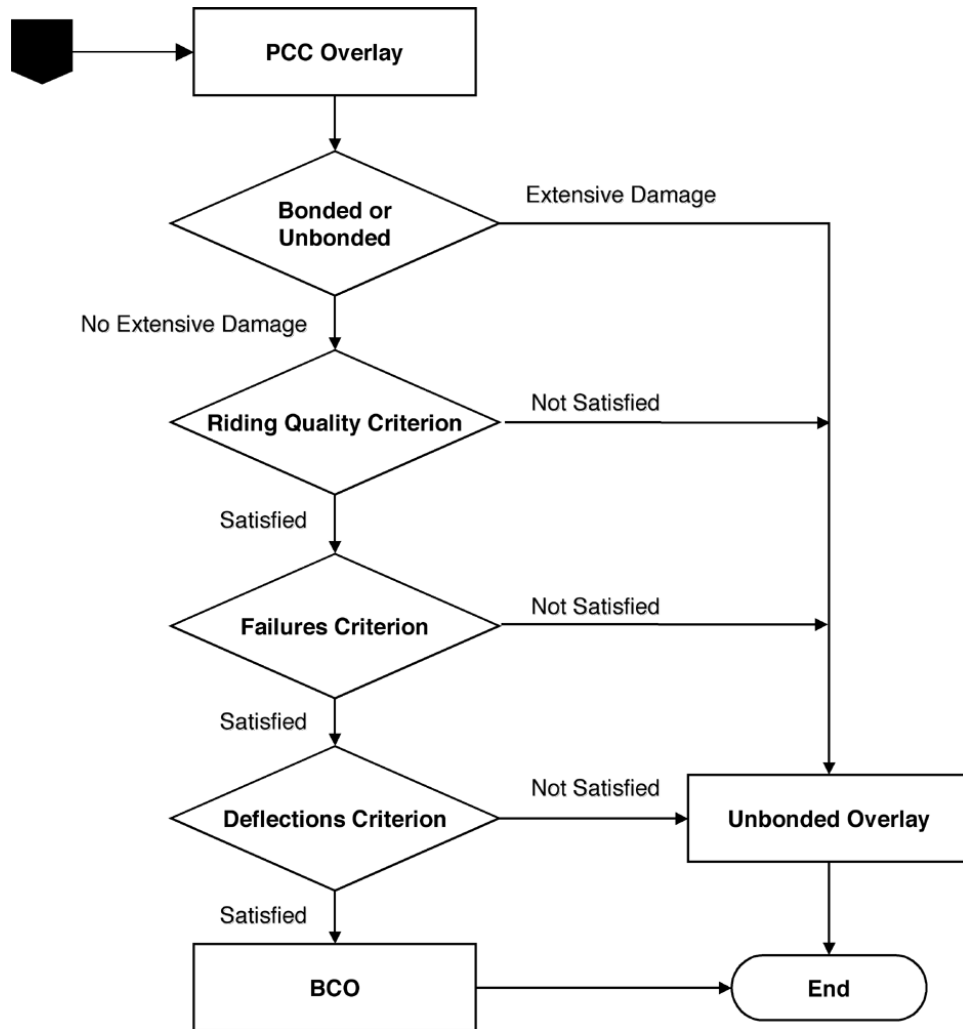 PCC Overlay
Bonded or
Unbonded
Extensive Damage
No Extensive Damage
Riding Quality Criterion
Not Satisfied
Satisfied
Failures Criterion
Not Satisfied
Satisfied
Deflections Criterion
Not Satisfied
Unbonded Overlay
Satisfied
BCO
End